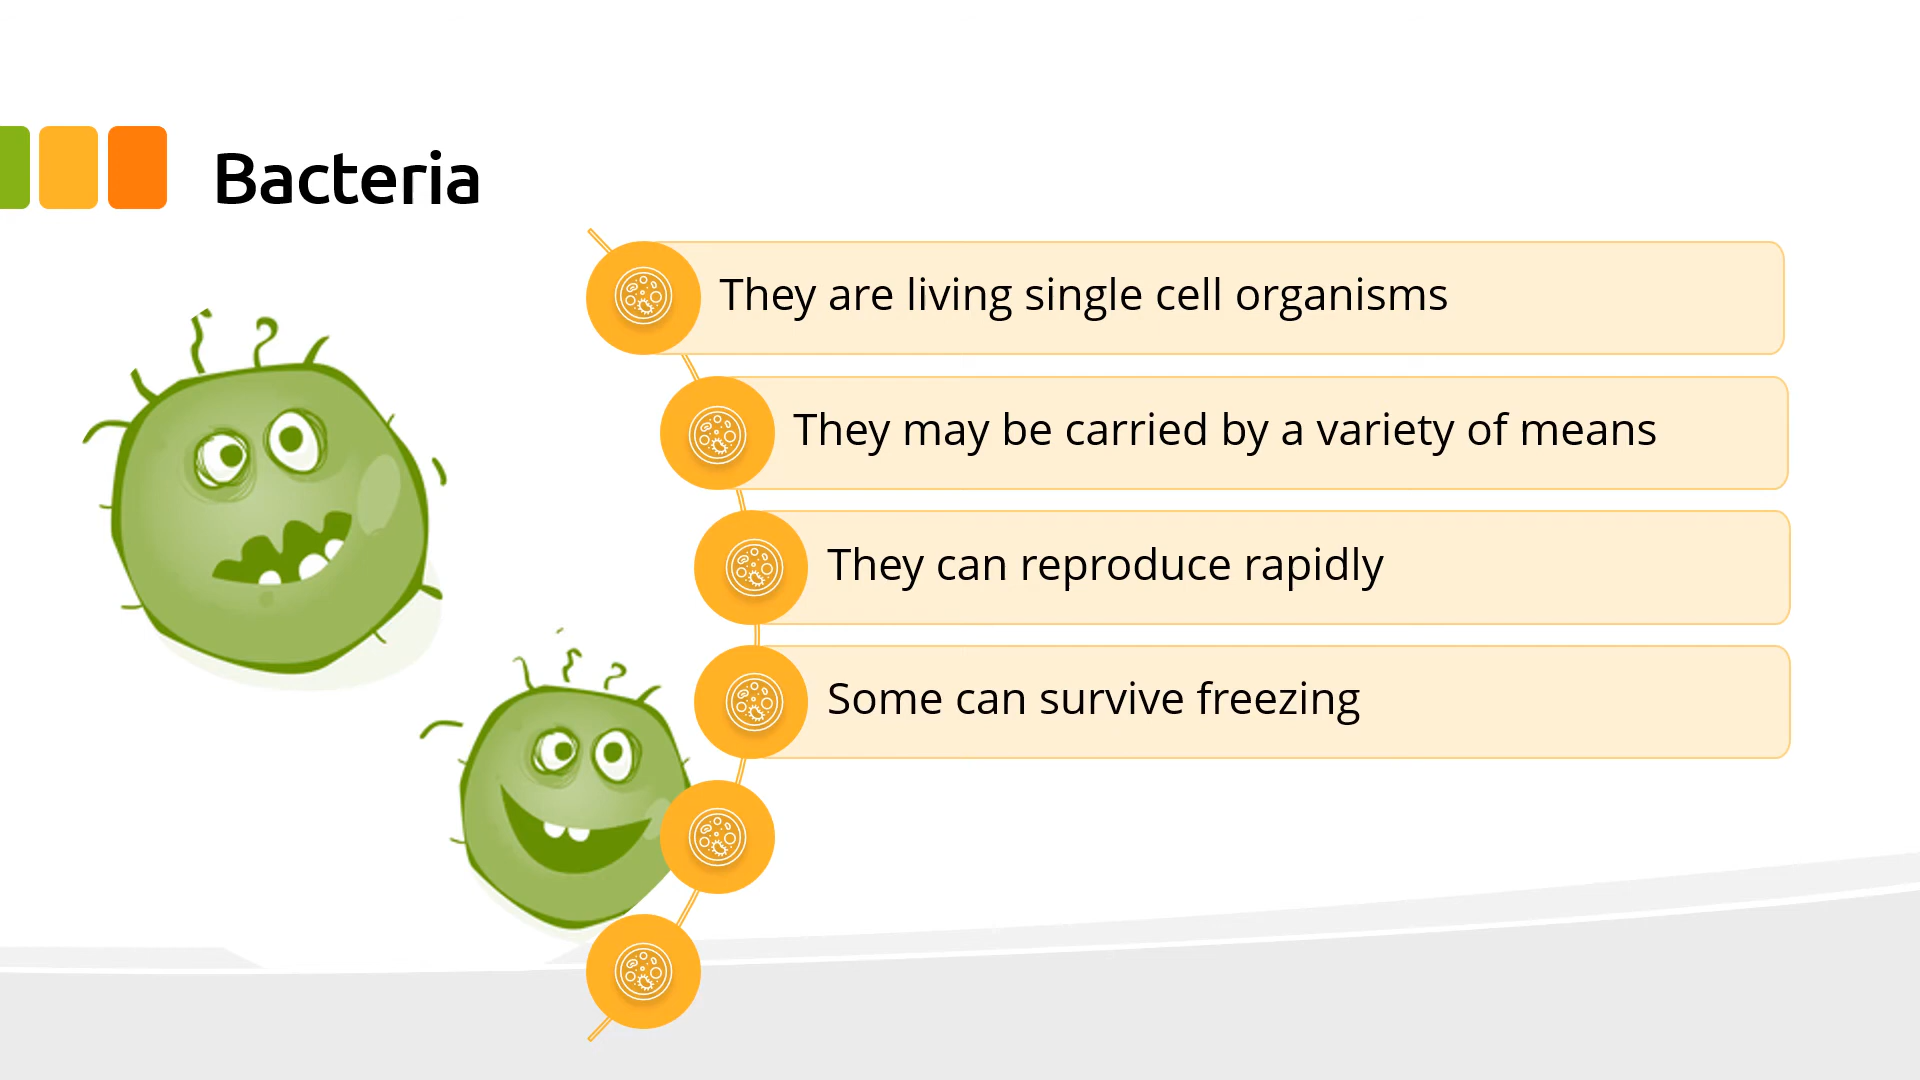 Bacteria
They are living single cell organisms
They may be carried by a variety of means
They can reproduce rapidly
Some can survive freezing